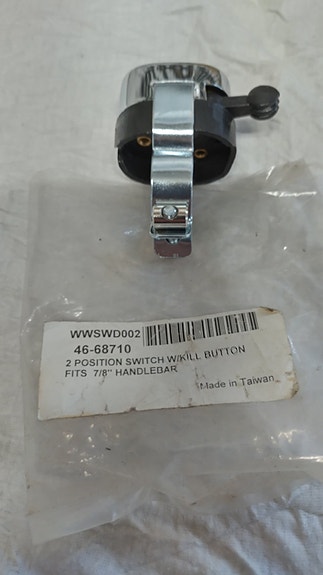 WWSWD002
46-68710
2 POSITION SWITCH W/KILL BUTTON
FITS 7/8" HANDLEBAR
Made in Taiwan